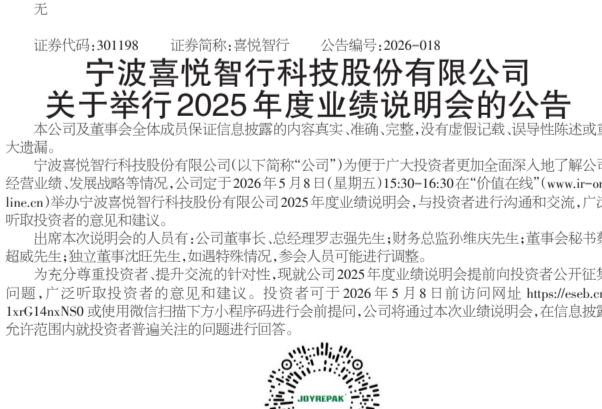 无
证券代码:301198 证券简称:喜悦智行 公告编号:2026-018
宁波喜悦智行科技股份有限公司
关于举行2025年度业绩说明会的公告
本公司及董事会全体成员保证信息披露的内容真实、准确、完整,没有虚假记载、误导性陈述或重
大遗漏。
宁波喜悦智行科技股份有限公司(以下简称“公司”)为便于广大投资者更加全面深入地了解公司
经营业绩、发展战略等情况,公司定于2026年5月8日(星期五)15:30-16:30在“价值在线”(www.ir-on
line.cn)举办宁波喜悦智行科技股份有限公司2025年度业绩说明会,与投资者进行沟通和交流,广泛
听取投资者的意见和建议。
出席本次说明会的人员有:公司董事长、总经理罗志强先生;财务总监孙维庆先生;董事会秘书蔡
超威先生;独立董事沈旺先生,如遇特殊情况,参会人员可能进行调整。
为充分尊重投资者、提升交流的针对性,现就公司2025年度业绩说明会提前向投资者公开征集
问题,广泛听取投资者的意见和建议。投资者可于2026年5月8日前访问网址 https://eseb.cn
1xrG14nxNS0或使用微信扫描下方小程序码进行会前提问,公司将通过本次业绩说明会,在信息披露
允许范围内就投资者普遍关注的问题进行回答。
JOYREPAK